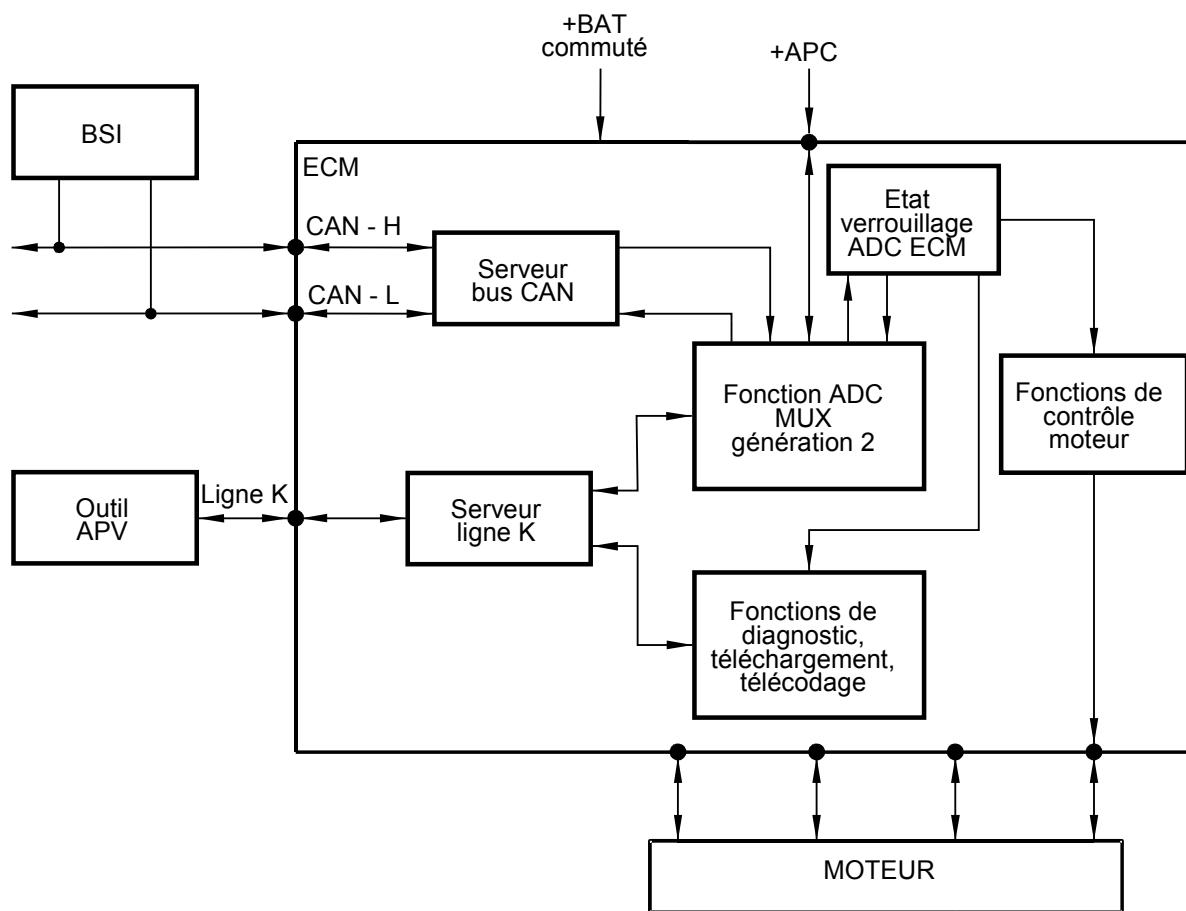 +BAT
commuté
+APC
BSI
ECM
CAN - H
CAN - L
Serveur
bus CAN
Etat
verrouillage
ADC ECM
Fonction ADC
MUX
génération 2
Fonctions de
contrôle
moteur
Outil
APV
Ligne K
Serveur
ligne K
Fonctions de
diagnostic,
téléchargement,
télécodage
MOTEUR